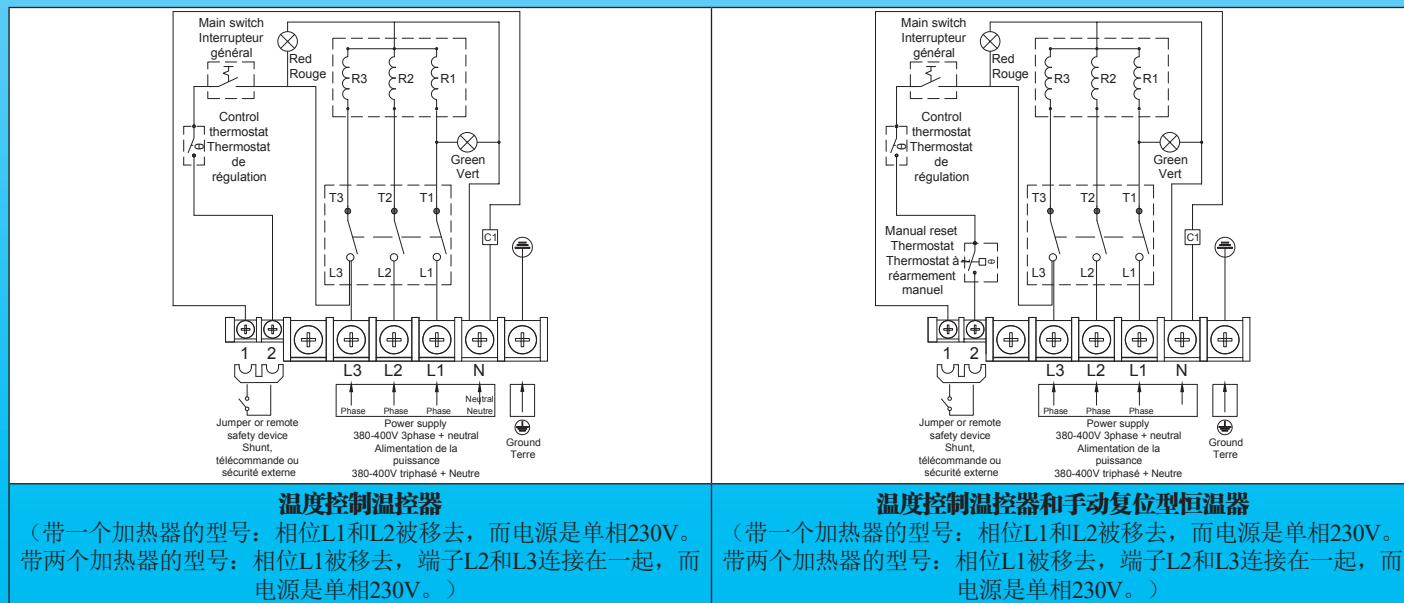 Main switch
Interrupteur
général
Red
Rouge
R3
R2
R1
Control
thermostat
Thermostat
de
régulation
θ
Green
Vert
T3
T2
T1
C1
L3
L2
L1
1
2
L3
L2
L1
N
Phase
Phase
Phase
Neutral
Neutre
Jumper or remote
safety device
Shunt,
télécommande ou
sécurité externe
Power supply
380-400V 3phase + neutral
Alimentation de la
puissance
380-400V triphasé + Neutre
Ground
Terre
温度控制温控器
（带一个加热器的型号：相位L1和L2被移去，而电源是单相230V。
带两个加热器的型号：相位L1被移去，端子L2和L3连接在一起，而
电源是单相230V。）
Main switch
Interrupteur
général
Red
Rouge
R3
R2
R1
Control
thermostat
Thermostat
de
régulation
θ
Green
Vert
T3
T2
T1
Manual reset
Thermostat
Thermostat à
réarmement
manuel
θ
C1
L3
L2
L1
1
2
L3
L2
L1
N
Phase
Phase
Phase
Jumper or remote
safety device
Shunt,
télécommande ou
sécurité externe
Power supply
380-400V 3phase + neutral
Alimentation de la
puissance
380-400V triphasé + Neutre
Ground
Terre
温度控制温控器和手动复位型恒温器
（带一个加热器的型号：相位L1和L2被移去，而电源是单相230V。
带两个加热器的型号：相位L1被移去，端子L2和L3连接在一起，而
电源是单相230V。）